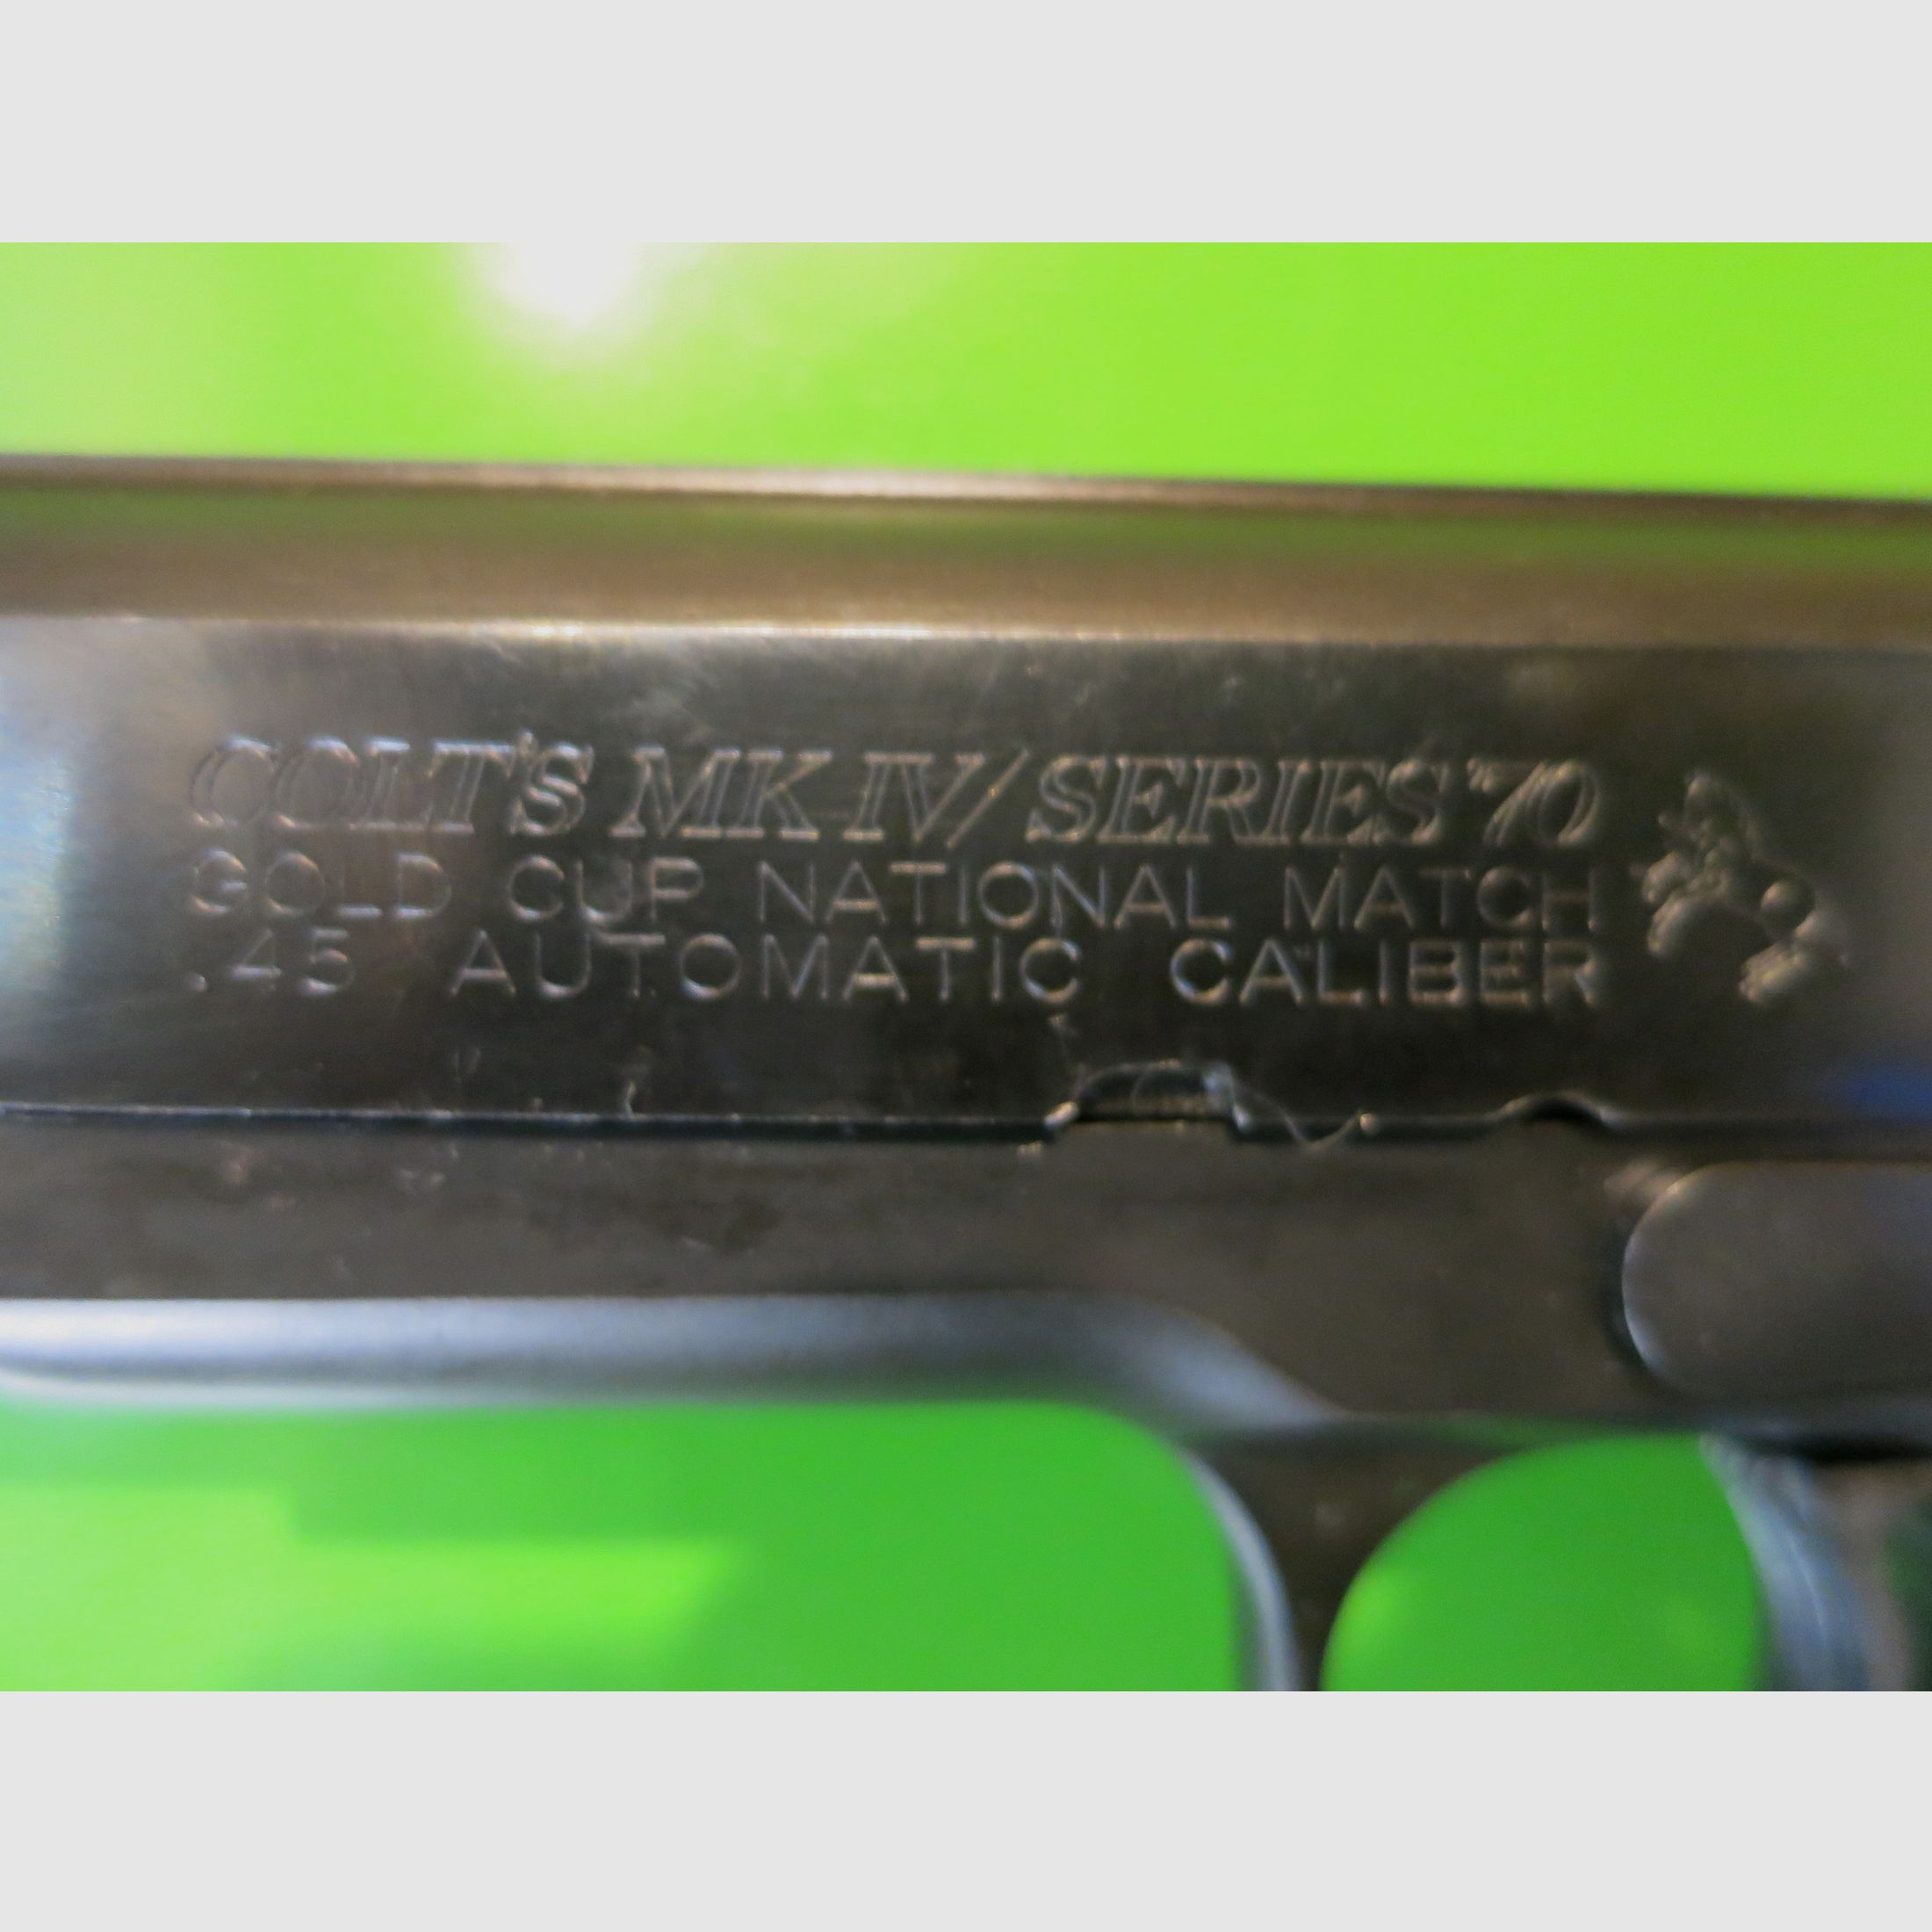 COLT'S MK IV/ SERIES '70
GOLD CUP NATIONAL MATCH
.45 AUTOMATIC CALIBER